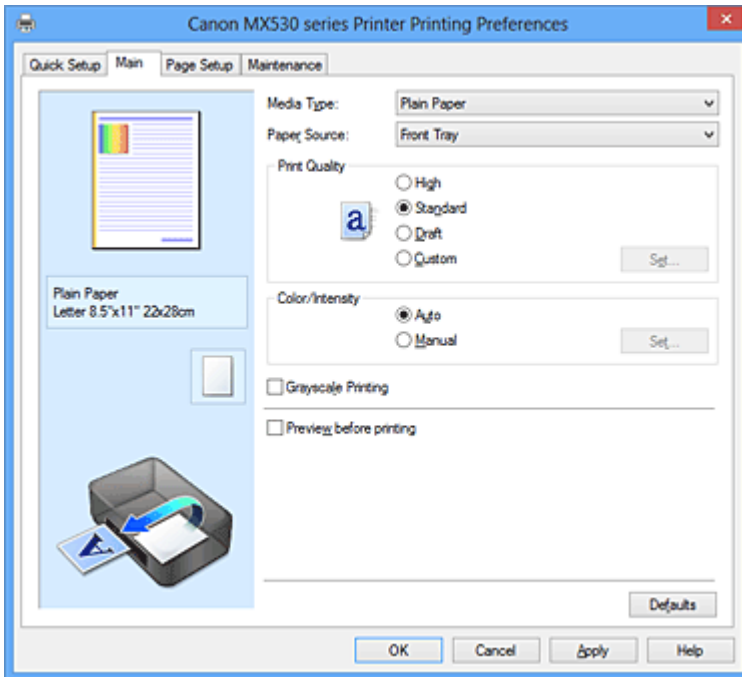 Canon MX530 series Printer Printing Preferences
Quick Setup Main Page Setup Maintenance
Media Type: Plain Paper
Paper Source: Front Tray
Print Quality
High
a Standard
Draft
Custom Set...
Plain Paper
Letter 8.5"x11" 22x28cm
Color/Intensity
Auto
Manual Set...
Grayscale Printing
Preview before printing
A
Defaults
OK Cancel Apply Help